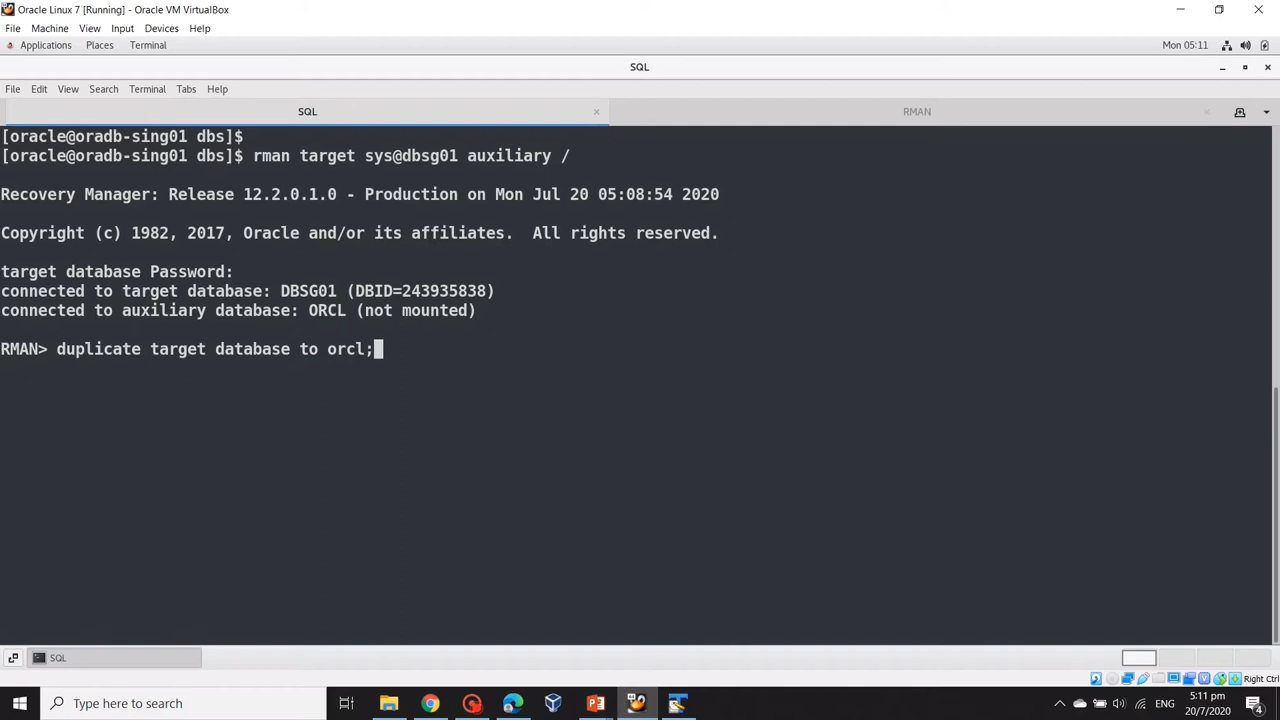 Oracle Linux 7 [Running] - Oracle VM VirtualBox
File Machine View Input Devices Help
Applications Places Terminal Mon 05:11
SQL
File Edit View Search Terminal Tabs Help
SQL RMAN
[oracle@oradb-sing01 dbs]$
[oracle@oradb-sing01 dbs]$ rman target sys@dbsg01 auxiliary /
Recovery Manager: Release 12.2.0.1.0 - Production on Mon Jul 20 05:08:54 2020
Copyright (c) 1982, 2017, Oracle and/or its affiliates.  All rights reserved.
target database Password:
connected to target database: DBSG01 (DBID=243935838)
connected to auxiliary database: ORCL (not mounted)
RMAN> duplicate target database to orcl;
SQL
Right Ctrl
Type here to search
ENG
5:11 pm
20/7/2020
4